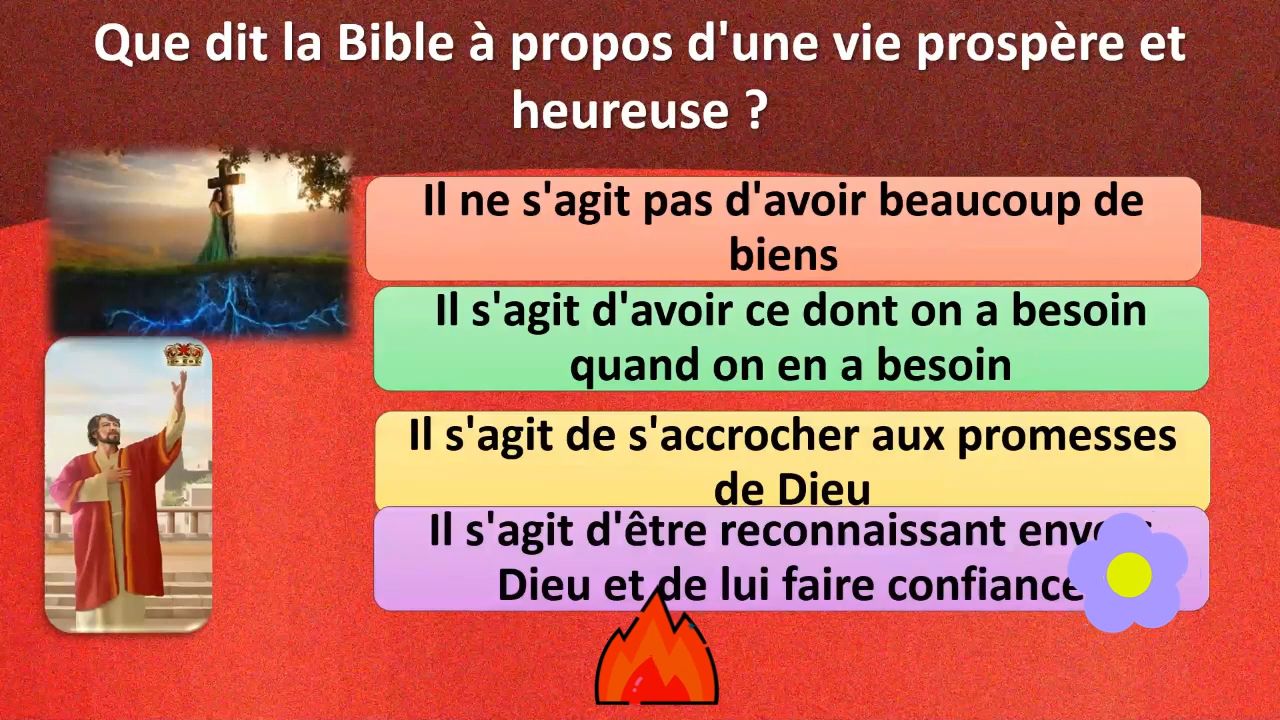 Que dit la Bible à propos d'une vie prospère et
heureuse ?
Il ne s'agit pas d'avoir beaucoup de
biens
Il s'agit d'avoir ce dont on a besoin
quand on en a besoin
Il s'agit de s'accrocher aux promesses
de Dieu
Il s'agit d'être reconnaissant
Dieu et de lui faire confiance